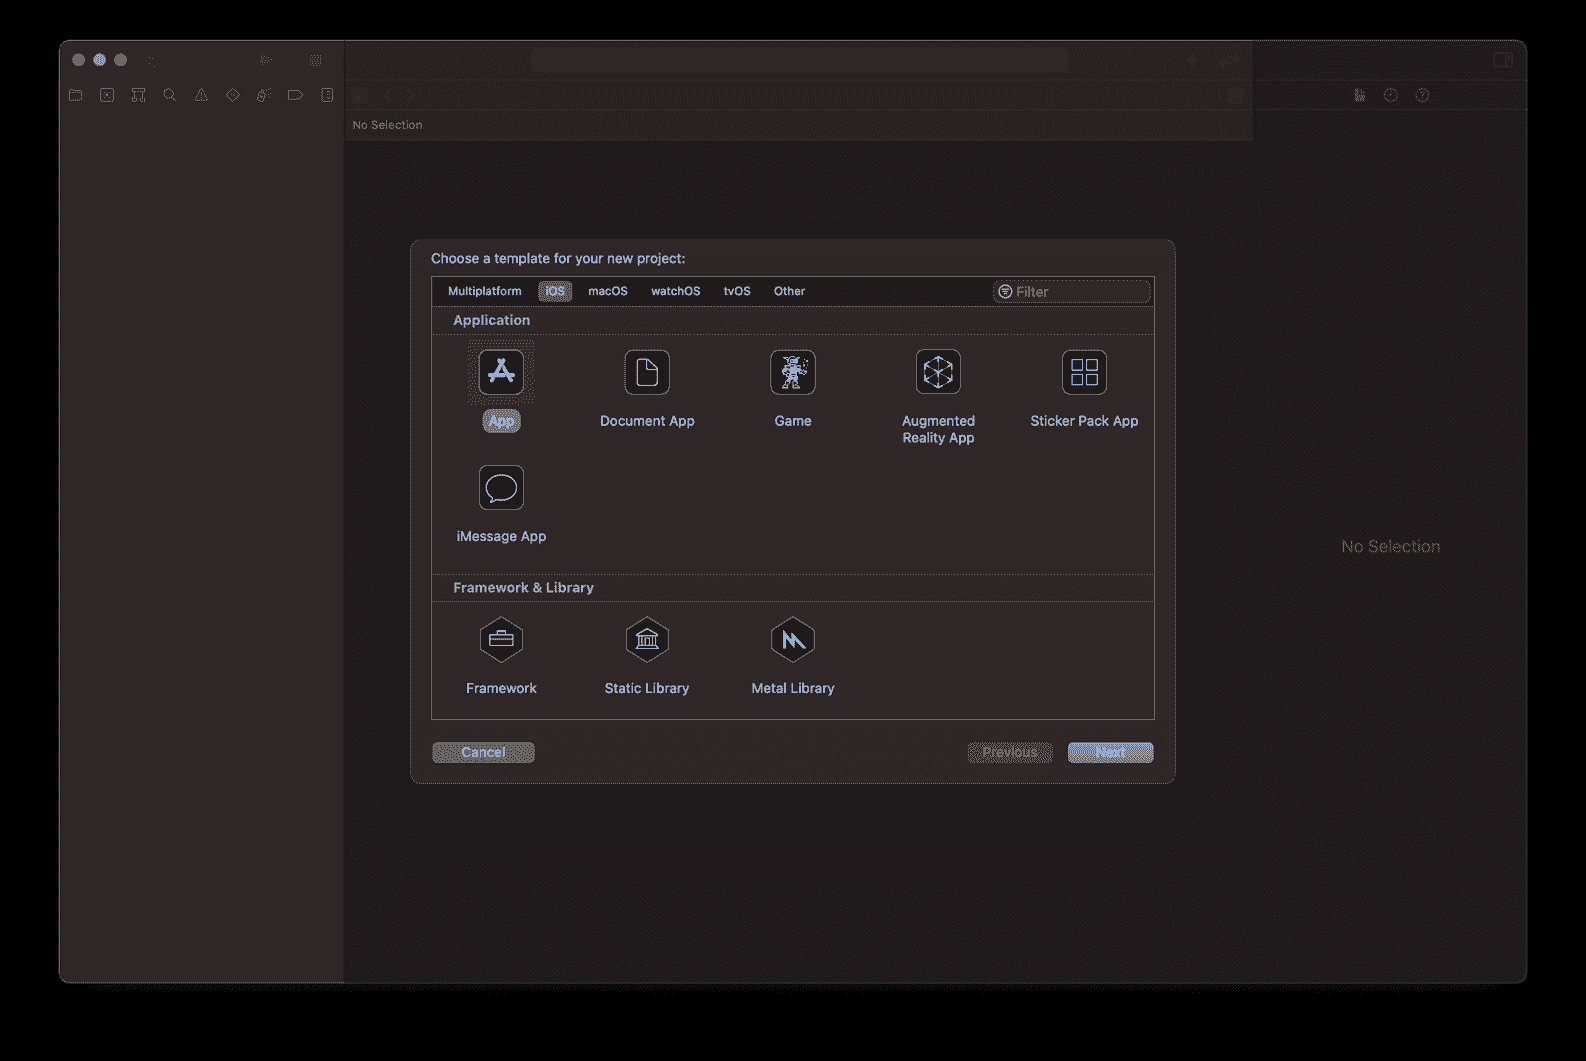 No Selection
Choose a template for your new project:
Multiplatform iOS macOS watchOS tvOS Other Filter
Application
App Document App Game Augmented Reality App Sticker Pack App
iMessage App
No Selection
Framework & Library
Framework Static Library Metal Library
Cancel Previous Next